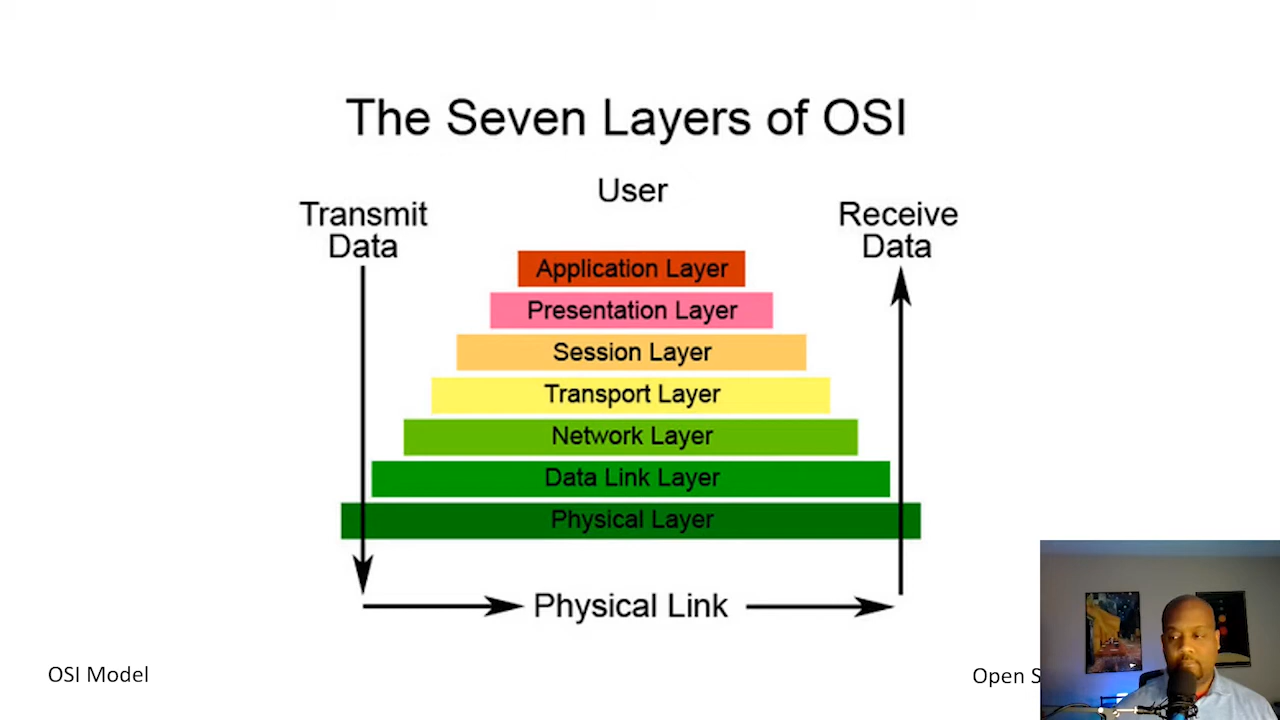 The Seven Layers of OSI
User
Transmit
Data
Receive
Data
Application Layer
Presentation Layer
Session Layer
Transport Layer
Network Layer
Data Link Layer
Physical Layer
Physical Link
OSI Model
Open